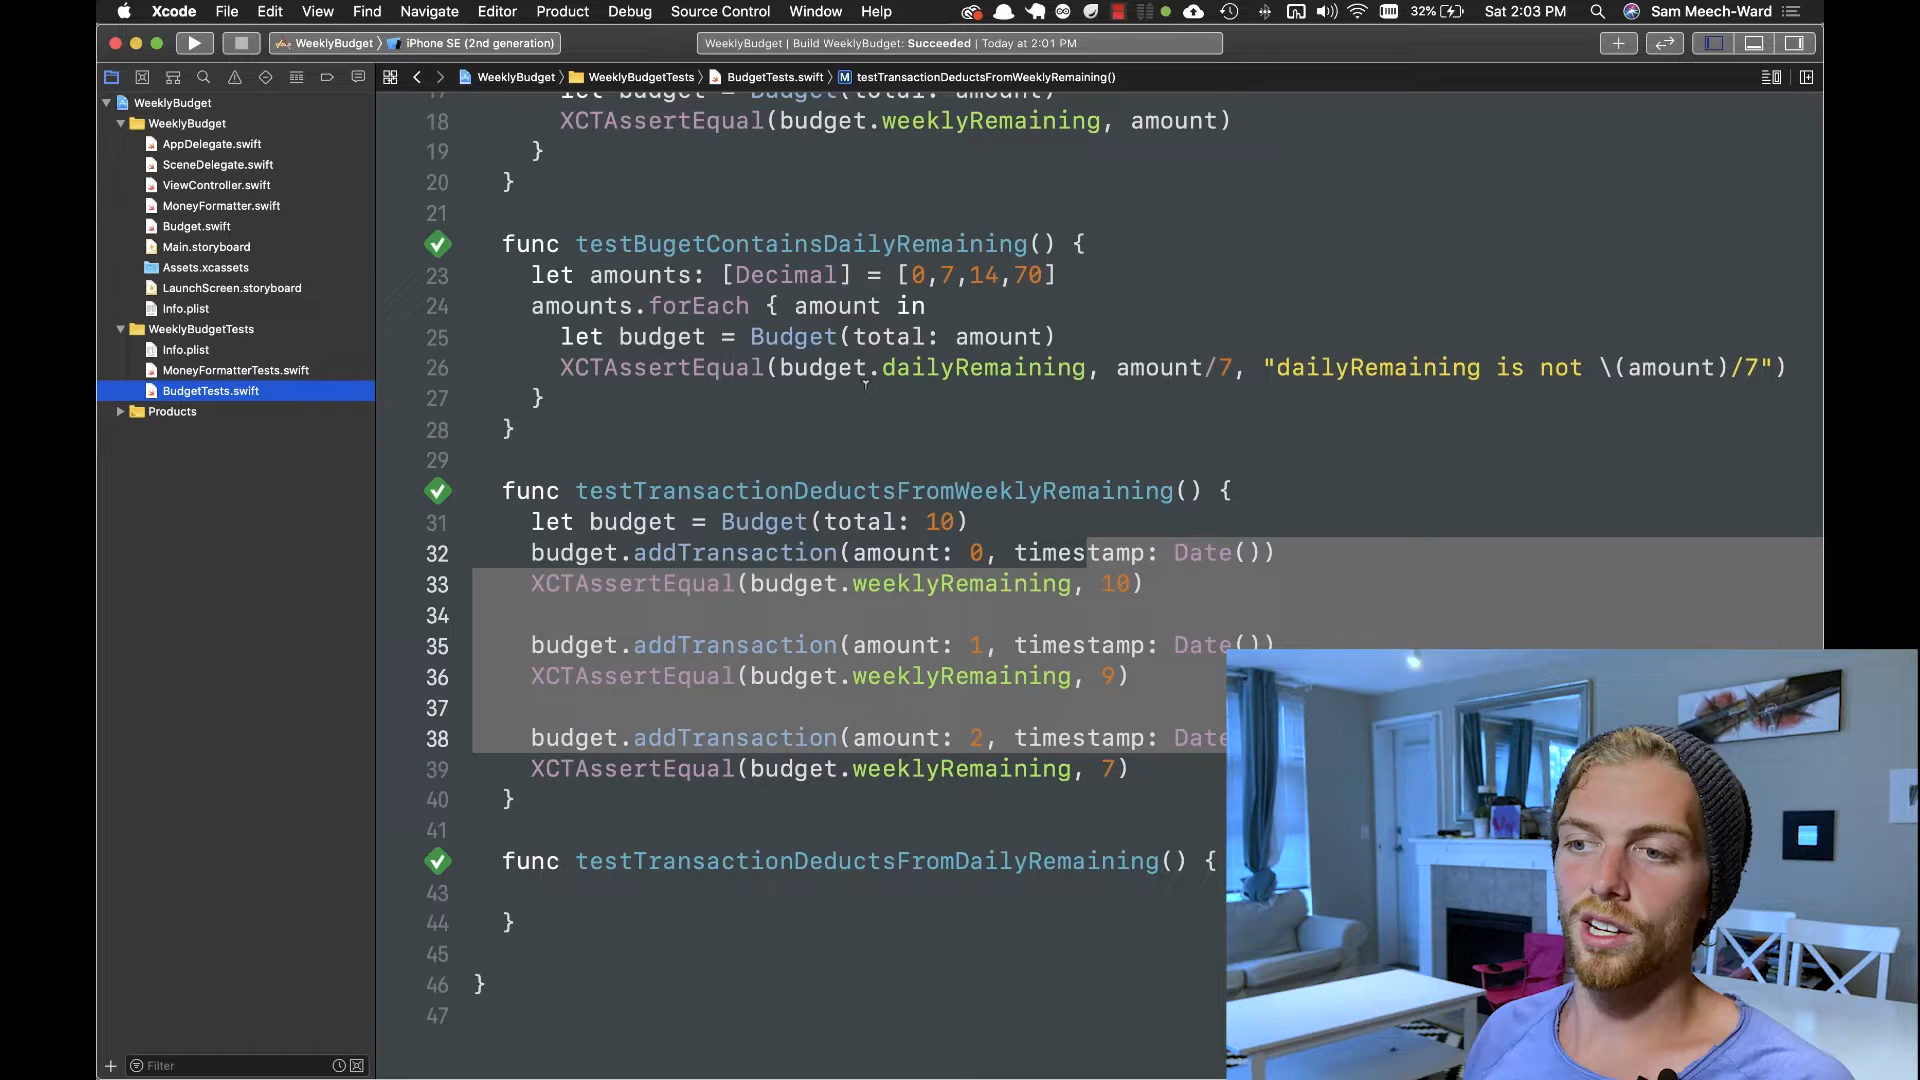 Xcode File Edit View Find Navigate Editor Product Debug Source Control Window Help 32% Sat 2:03 PM Sam Meech-Ward
WeeklyBudget iPhone SE (2nd generation) WeeklyBudget | Build WeeklyBudget: Succeeded | Today at 2:01 PM
WeeklyBudget WeeklyBudgetTests BudgetTests.swift M testTransactionDeductsFromWeeklyRemaining()
WeeklyBudget
WeeklyBudget
AppDelegate.swift
SceneDelegate.swift
ViewController.swift
MoneyFormatter.swift
Budget.swift
Main.storyboard
Assets.xcassets
LaunchScreen.storyboard
Info.plist
WeeklyBudgetTests
Info.plist
MoneyFormatterTests.swift
BudgetTests.swift
Products
Filter
17 let budget = Budget(total: amount)
18 XCTAssertEqual(budget.weeklyRemaining, amount)
19 }
20 }
21
func testBugetContainsDailyRemaining() {
23 let amounts: [Decimal] = [0,7,14,70]
24 amounts.forEach { amount in
25 let budget = Budget(total: amount)
26 XCTAssertEqual(budget.dailyRemaining, amount/7, "dailyRemaining is not \(amount)/7")
27 }
28 }
29
func testTransactionDeductsFromWeeklyRemaining() {
31 let budget = Budget(total: 10)
32 budget.addTransaction(amount: 0, timestamp: Date())
33 XCTAssertEqual(budget.weeklyRemaining, 10)
34
35 budget.addTransaction(amount: 1, timestamp: Date())
36 XCTAssertEqual(budget.weeklyRemaining, 9)
37
38 budget.addTransaction(amount: 2, timestamp: Date
39 XCTAssertEqual(budget.weeklyRemaining, 7)
40 }
41
func testTransactionDeductsFromDailyRemaining() {
43
44 }
45
46 }
47